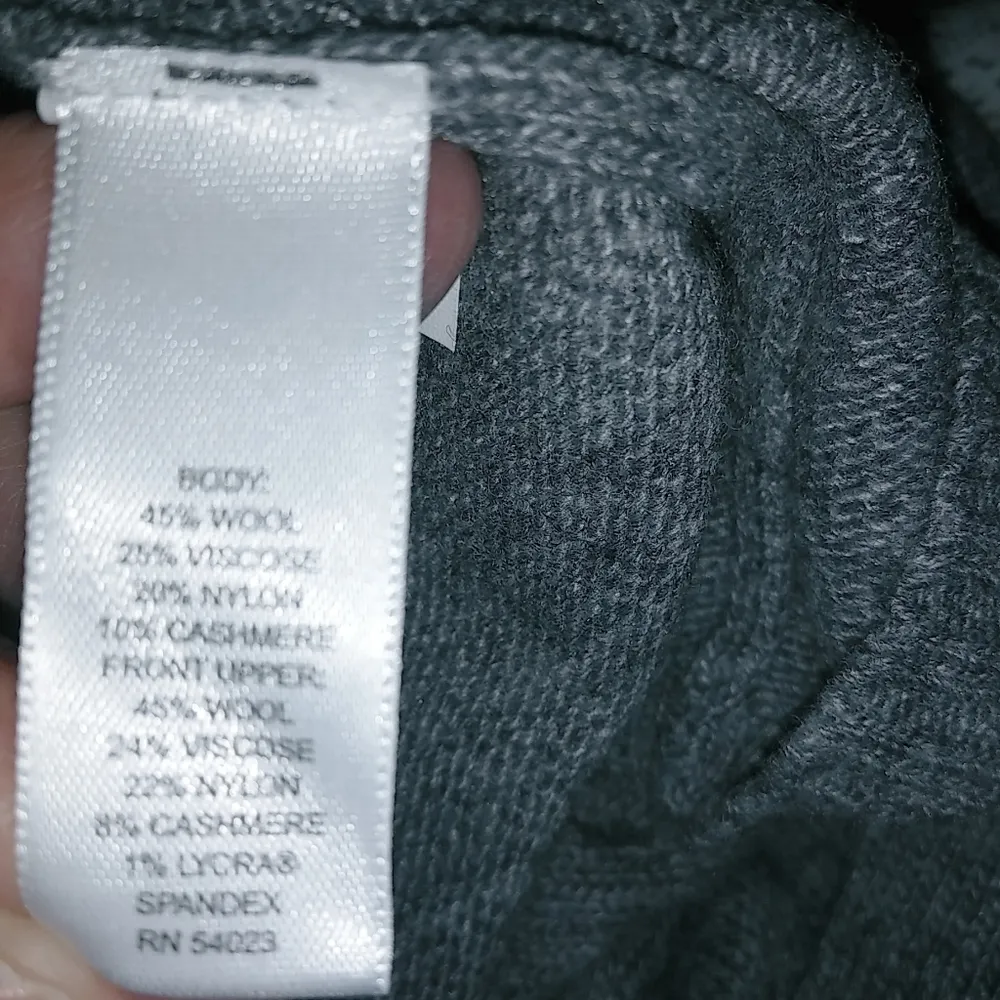 BODY:
45% WOOL
25% VISCOSE
20% NYLON
10% CASHMERE
FRONT UPPER:
45% WOOL
24% VISCOSE
22% NYLON
8% CASHMERE
1% LYCRA®
SPANDEX
RN 54023